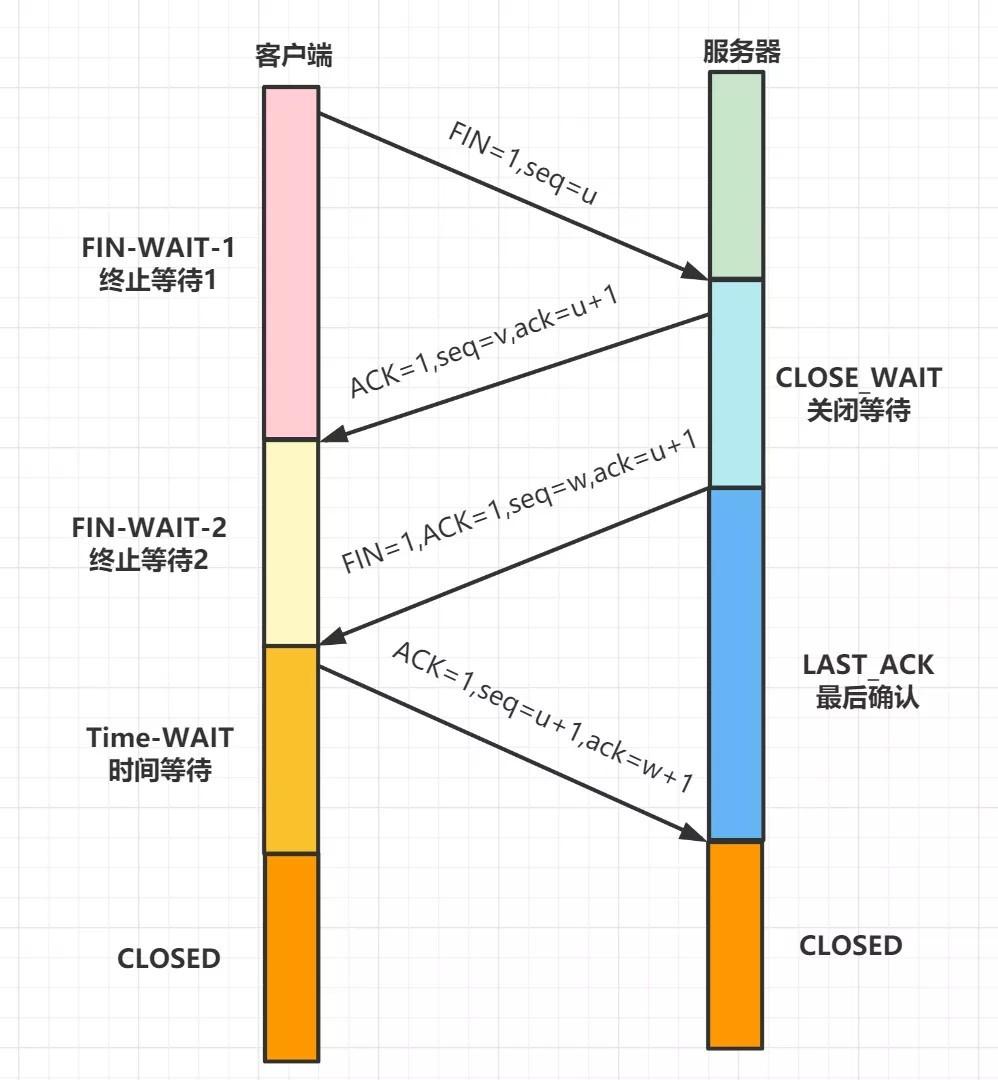 客户端
服务器
FIN=1,seq=u
FIN-WAIT-1
终止等待1
ACK=1,seq=v,ack=u+1
CLOSE_WAIT
关闭等待
FIN=1,ACK=1,seq=w,ack=u+1
FIN-WAIT-2
终止等待2
ACK=1,seq=u+1,ack=w+1
LAST_ACK
最后确认
Time-WAIT
时间等待
CLOSED
CLOSED